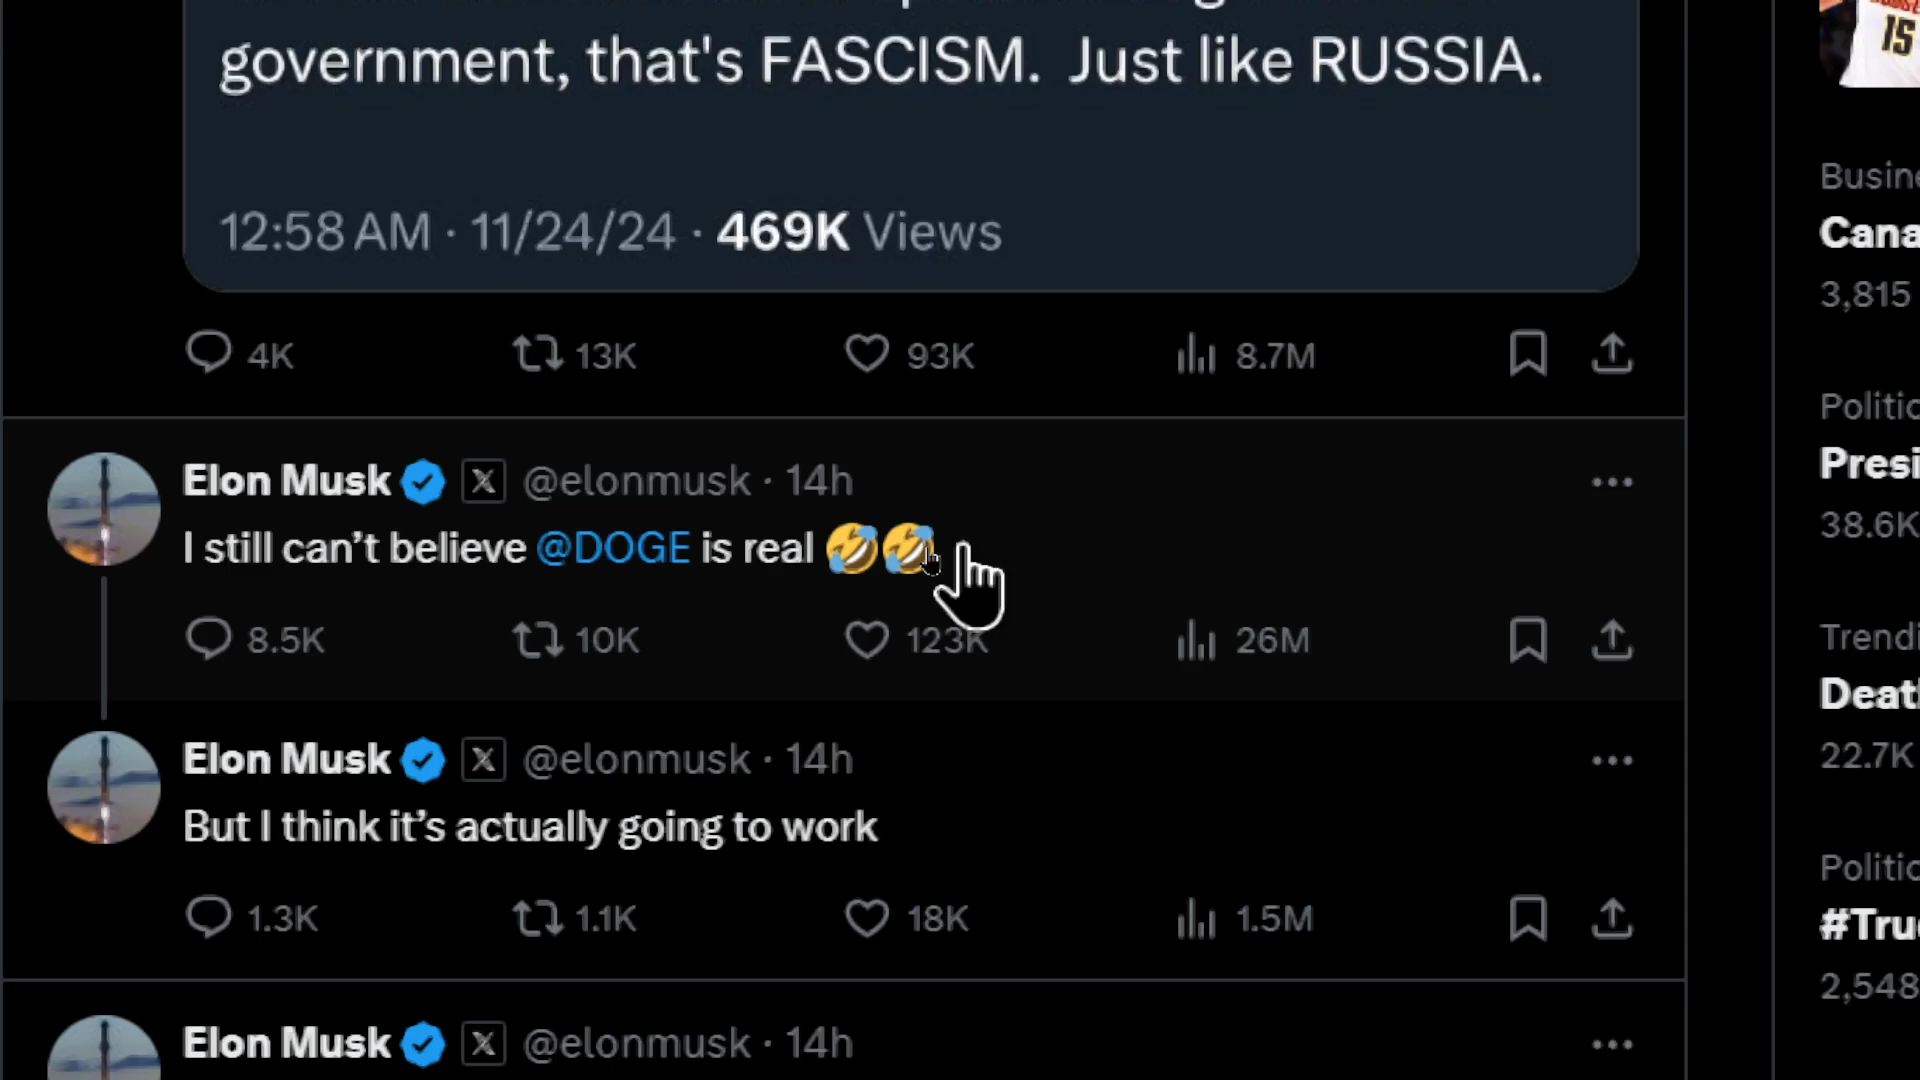 government, that's FASCISM. Just like RUSSIA.
15
12:58 AM · 11/24/24 · 469K Views
4K 13K 93K 8.7M
Elon Musk @elonmusk · 14h
I still can't believe @DOGE is real 🤣🤣
8.5K 10K 123K 26M
Elon Musk @elonmusk · 14h
But I think it's actually going to work
1.3K 1.1K 18K 1.5M
Elon Musk @elonmusk · 14h
3,815
38.6K
22.7K
2,548